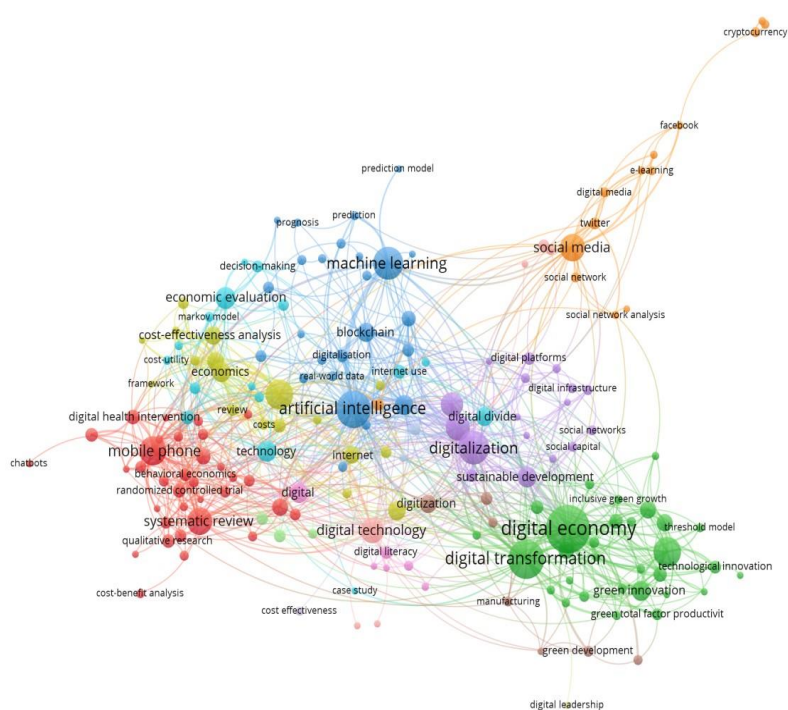 cryptocurrency
facebook
prediction model
e-learning
digital media
prognosis
prediction
twitter
social media
decision-making
machine learning
social network
economic evaluation
markov model
social network analysis
cost-effectiveness analysis
blockchain
cost-utility
digitalisation
digital platforms
economics
real-world data
internet use
framework
digital infrastructure
review
artificial intelligence
digital health intervention
costs
digital divide
social networks
mobile phone
technology
internet
digitalization
social capital
chatbots
behavioral economics
sustainable development
randomized controlled trial
digital
inclusive green growth
digitization
systematic review
digital technology
digital economy
threshold model
qualitative research
digital literacy
digital transformation
technological innovation
cost-benefit analysis
case study
green innovation
manufacturing
cost effectiveness
green total factor productivit
green development
digital leadership